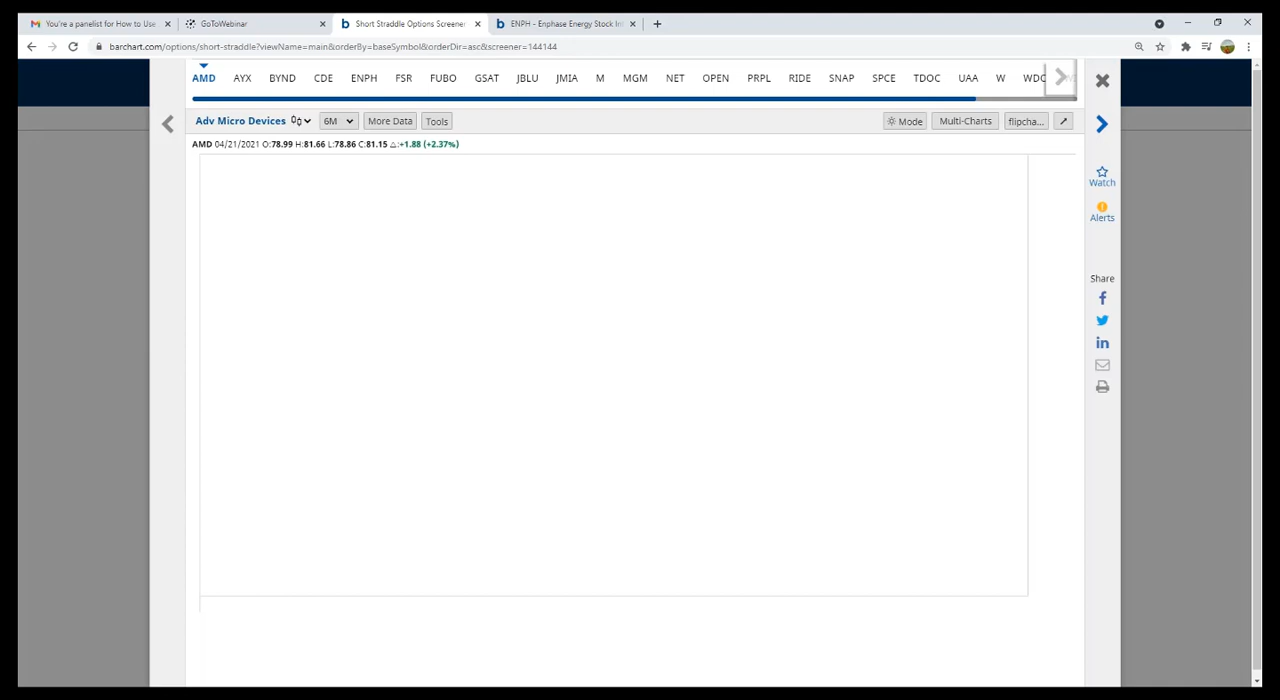 You're a panelist for How to Use
GoToWebinar
Short Straddle Options Screener
ENPH - Enphase Energy Stock Int
barchart.com/options/short-straddle?viewName=main&orderBy=baseSymbol&orderDir=asc&screener=144144
AMD AYX BYND CDE ENPH FSR FUBO GSAT JBLU JMIA M MGM NET OPEN PRPL RIDE SNAP SPCE TDOC UAA W WDC
Adv Micro Devices 6M More Data Tools Mode Multi-Charts flipcha...
AMD 04/21/2021 O:78.99 H:81.66 L:78.86 C:81.15 △:+1.88 (+2.37%)
Watch
Alerts
Share